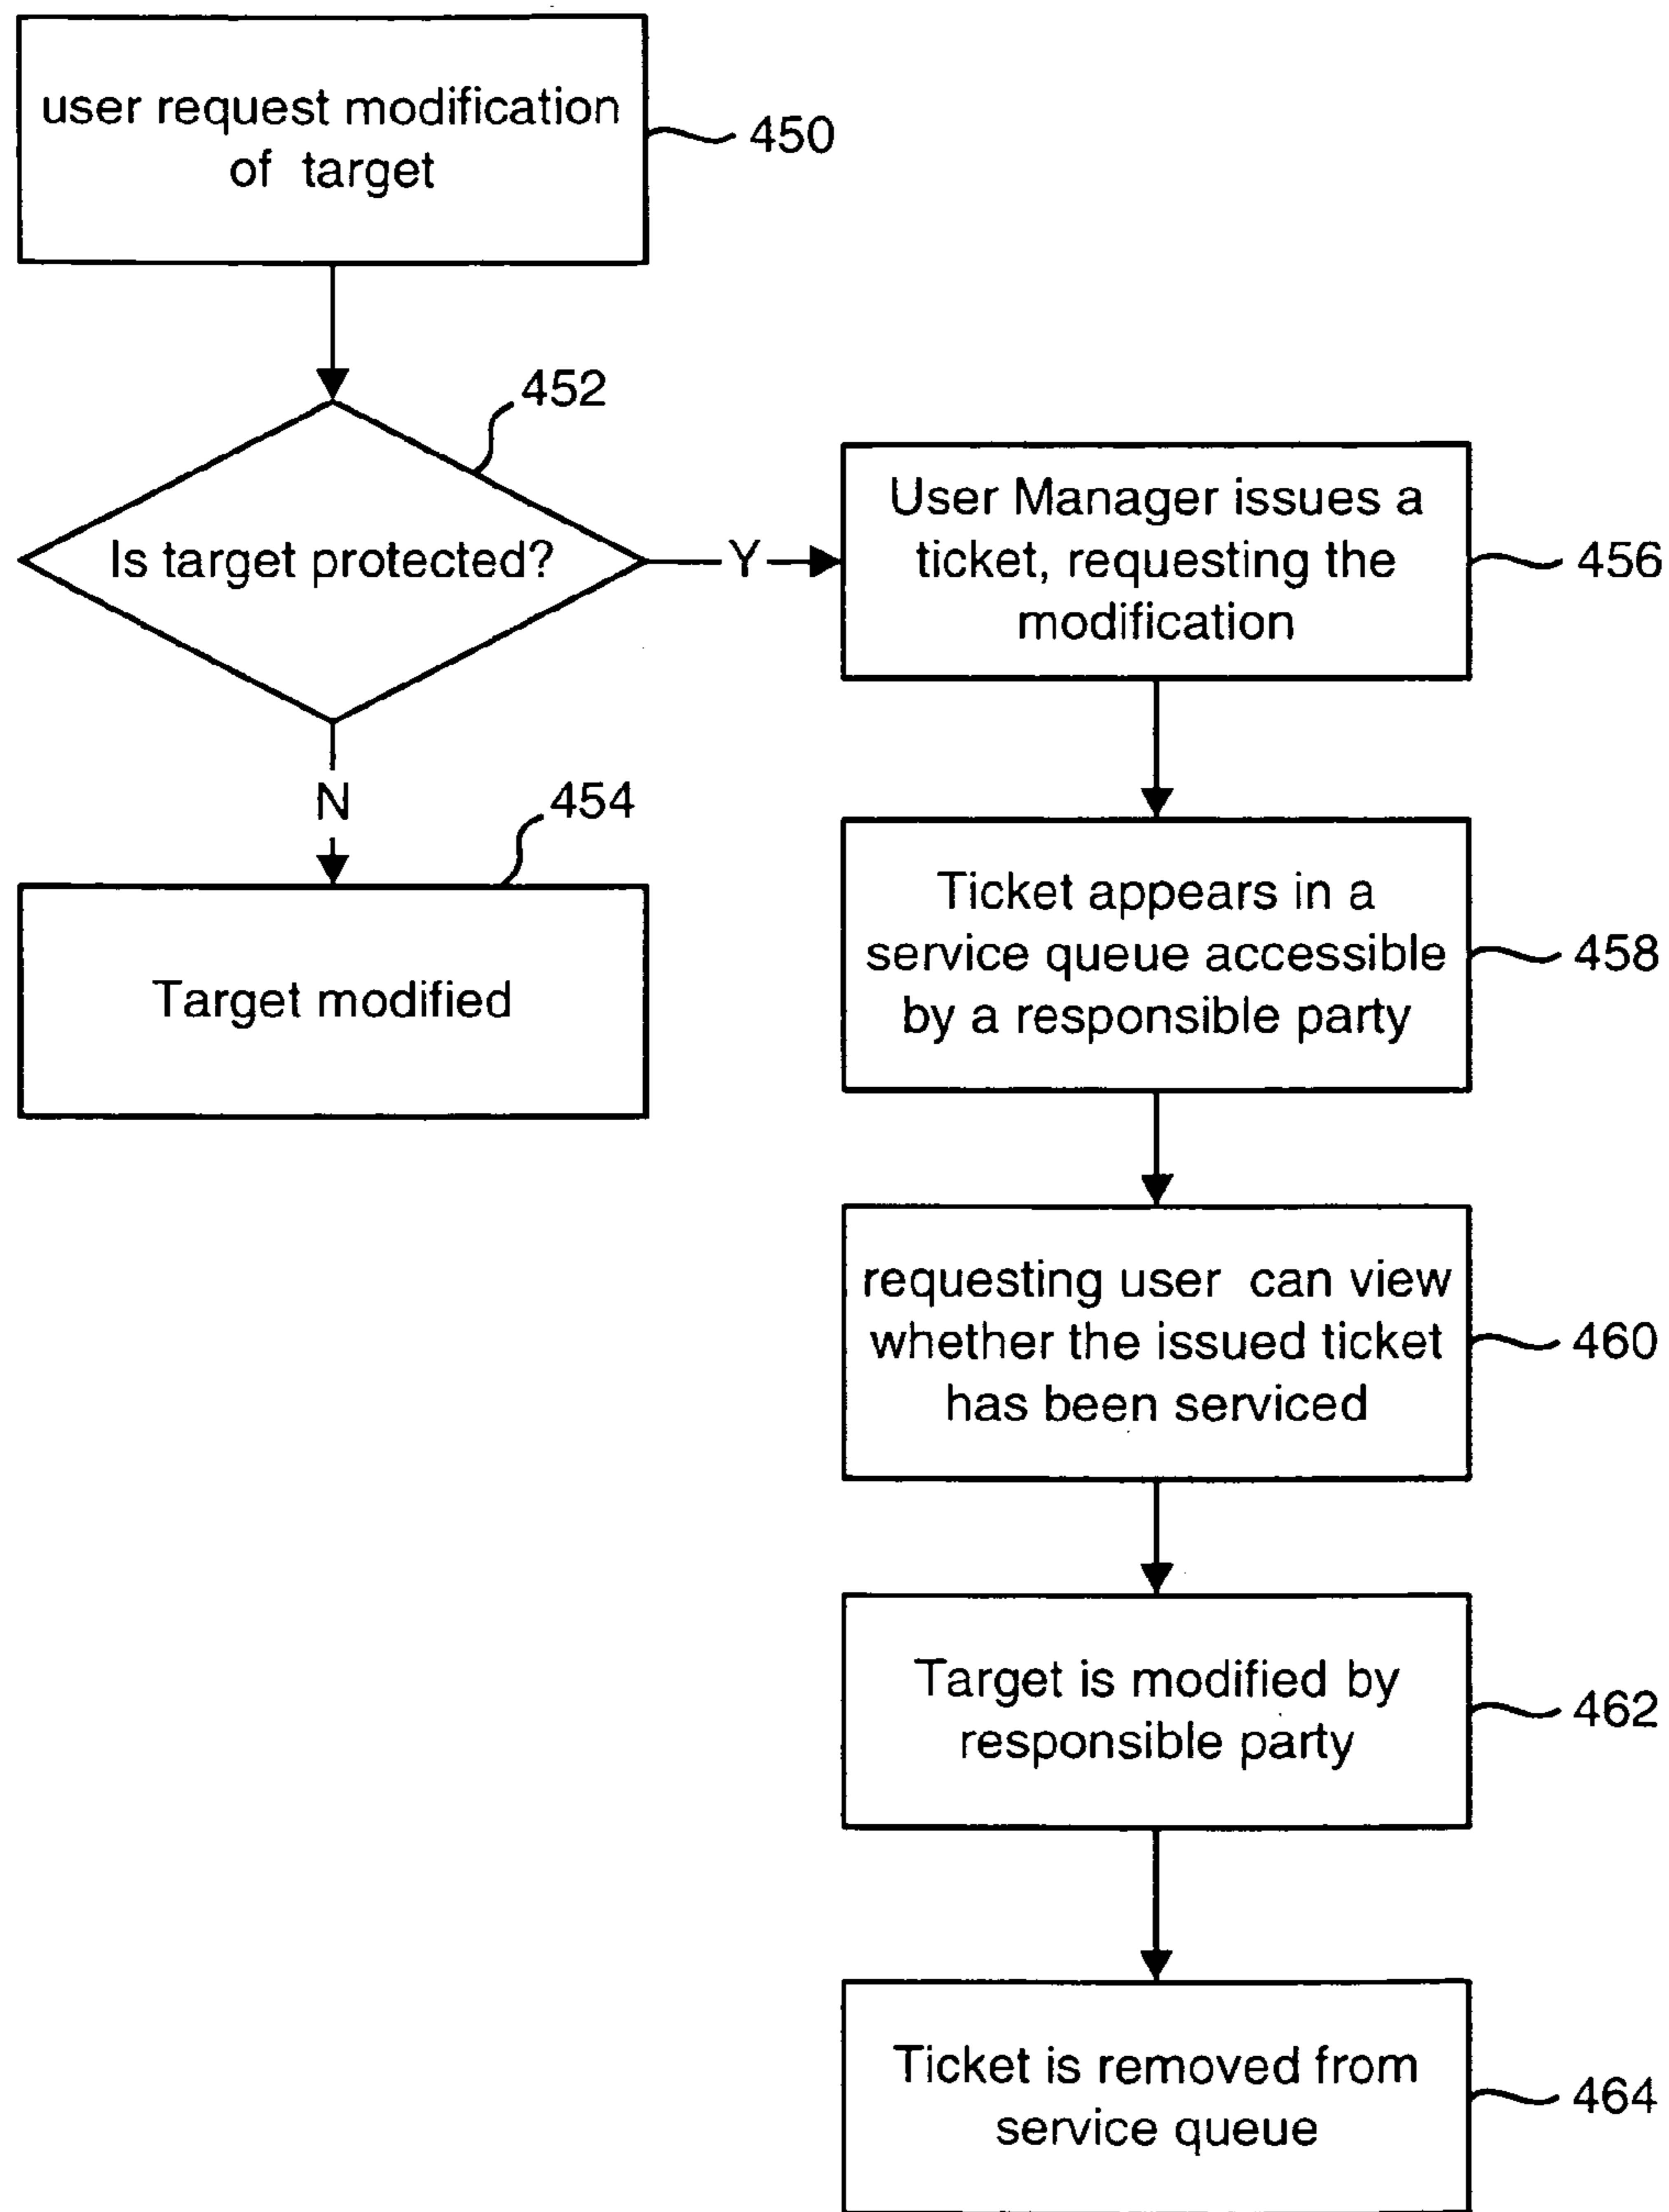 user request modification
of target
450
452
Is target protected?
Y
N
454
Target modified
User Manager issues a
ticket, requesting the
modification
456
Ticket appears in a
service queue accessible
by a responsible party
458
requesting user can view
whether the issued ticket
has been serviced
460
Target is modified by
responsible party
462
Ticket is removed from
service queue
464